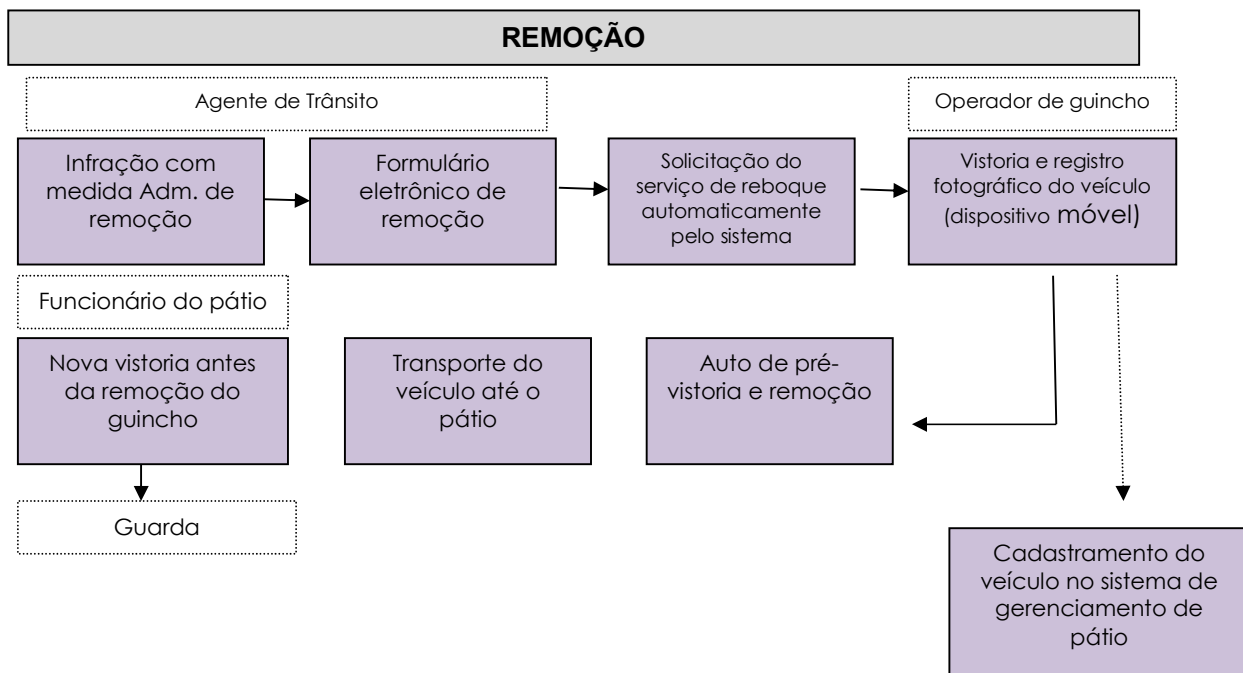 REMOÇÃO
Agente de Trânsito
Operador de guincho
Infração com
medida Adm. de
remoção
Formulário
eletrônico de
remoção
Solicitação do
serviço de reboque
automaticamente
pelo sistema
Vistoria e registro
fotográfico do veículo
(dispositivo móvel)
Funcionário do pátio
Nova vistoria antes
da remoção do
guincho
Transporte do
veículo até o
pátio
Auto de pré-
vistoria e remoção
Guarda
Cadastramento do
veículo no sistema de
gerenciamento de
pátio